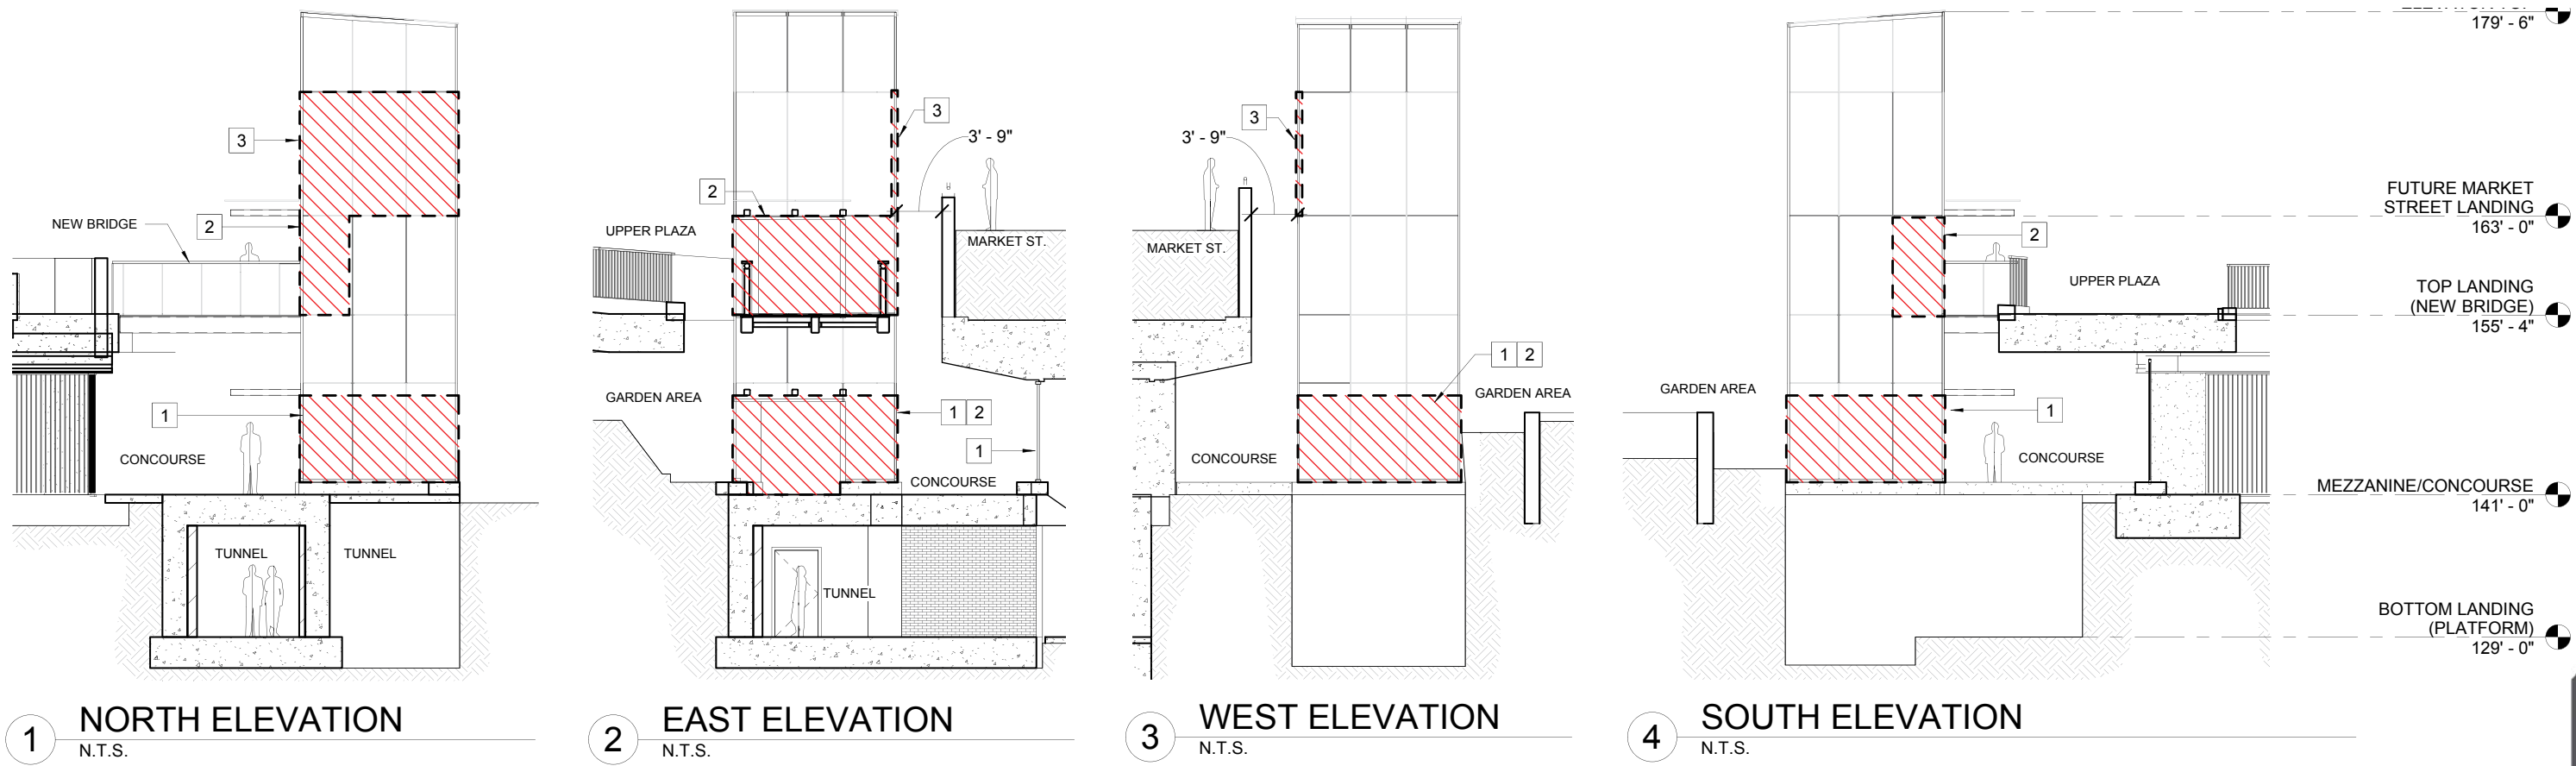 3
NEW BRIDGE
2
1
CONCOURSE
TUNNEL
TUNNEL
1
NORTH ELEVATION
N.T.S.
3
3' - 9"
2
UPPER PLAZA
MARKET ST.
GARDEN AREA
1 2
1
CONCOURSE
TUNNEL
2
EAST ELEVATION
N.T.S.
3
3' - 9"
MARKET ST.
1 2
GARDEN AREA
CONCOURSE
3
WEST ELEVATION
N.T.S.
2
UPPER PLAZA
GARDEN AREA
1
CONCOURSE
4
SOUTH ELEVATION
N.T.S.
179' - 6"
FUTURE MARKET
STREET LANDING
163' - 0"
TOP LANDING
(NEW BRIDGE)
155' - 4"
MEZZANINE/CONCOURSE
141' - 0"
BOTTOM LANDING
(PLATFORM)
129' - 0"